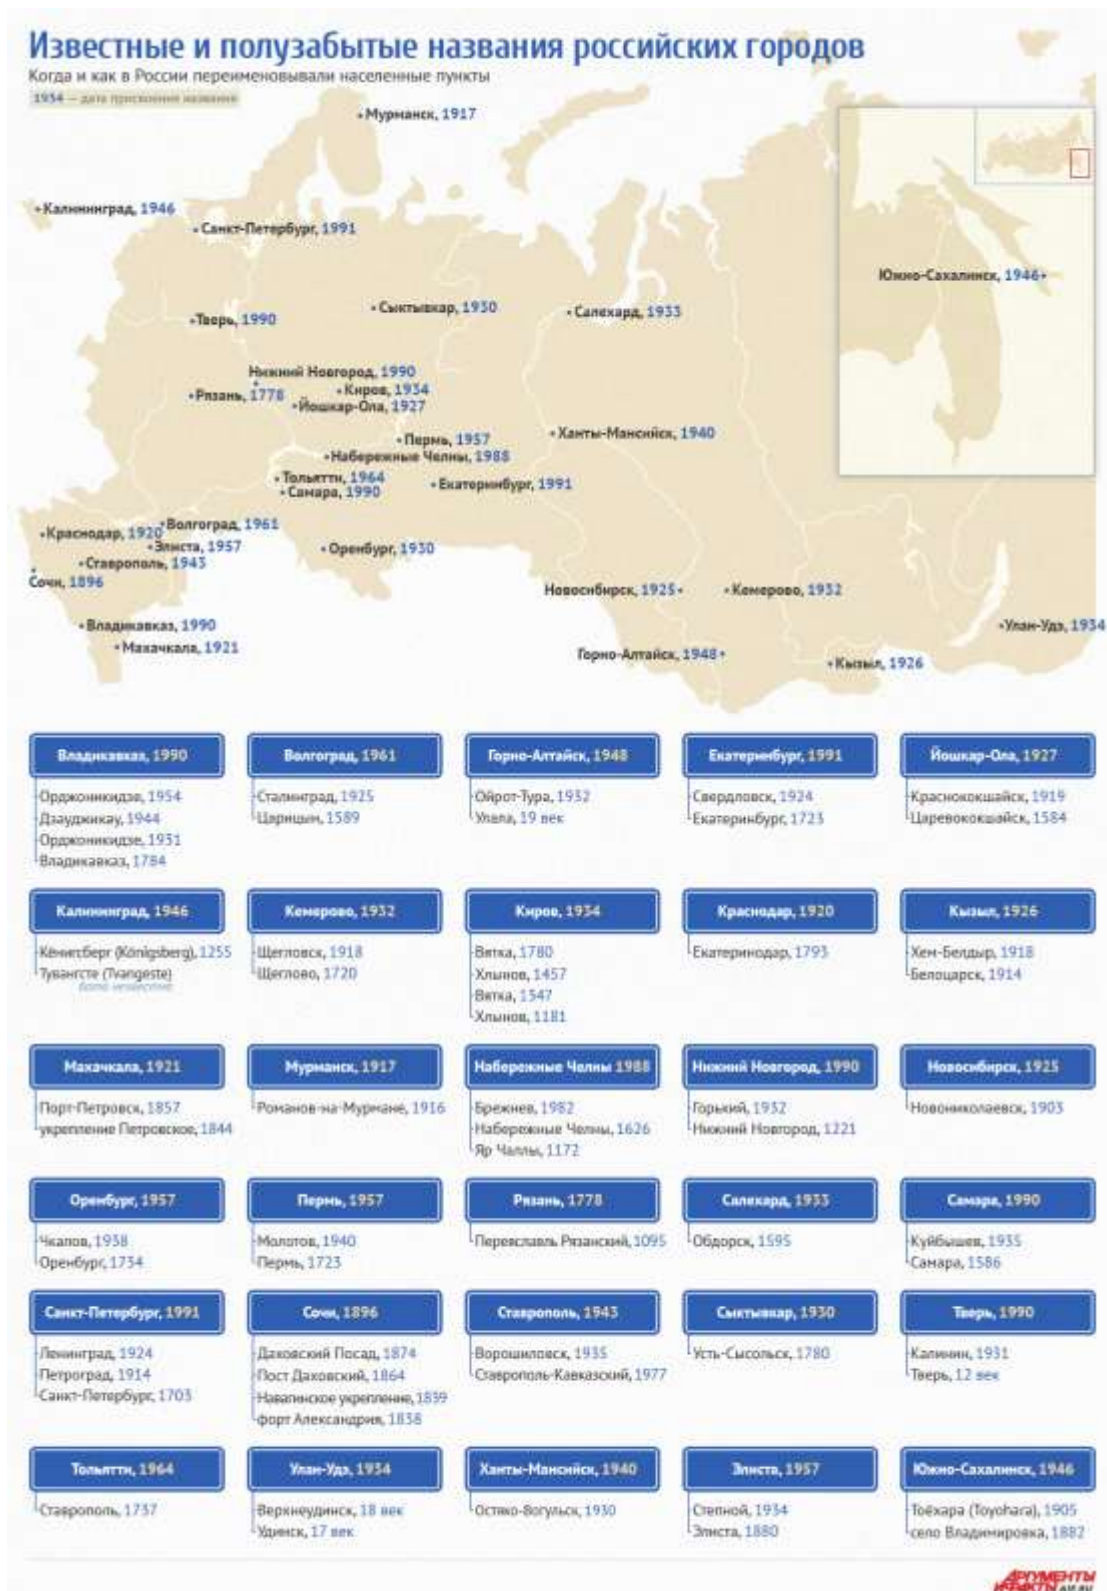 Известные и полузабытые названия российских городов
Когда и как в России переименовывали населенные пункты
1934 — дата присвоения названия
Мурманск, 1917
Калининград, 1946
Санкт-Петербург, 1991
Южно-Сахалинск, 1946
Сыктывкар, 1930
Салехард, 1933
Тверь, 1990
Нижний Новгород, 1990
Киров, 1934
Рязань, 1778
Йошкар-Ола, 1927
Пермь, 1957
Ханты-Мансийск, 1940
Набережные Челны, 1988
Тольятти, 1964
Самара, 1990
Екатеринбург, 1991
Волгоград, 1961
Краснодар, 1920
Элиста, 1957
Оренбург, 1930
Ставрополь, 1943
Сочи, 1896
Новосибирск, 1925
Кемерово, 1932
Владикавказ, 1990
Улан-Удэ, 1934
Махачкала, 1921
Горно-Алтайск, 1948
Кызыл, 1926
Владикавказ, 1990
Орджоникидзе, 1954
Дзауджикау, 1944
Орджоникидзе, 1931
Владикавказ, 1784
Волгоград, 1961
Сталинград, 1925
Царицын, 1589
Горно-Алтайск, 1948
Ойрот-Тура, 1932
Улала, 19 век
Екатеринбург, 1991
Свердловск, 1924
Екатеринбург, 1723
Йошкар-Ола, 1927
Краснококшайск, 1919
Царевококшайск, 1584
Калининград, 1946
Кёнигсберг (Königsberg), 1255
Тувангсте (Tvangeste)
дата неизвестна
Кемерово, 1932
Щегловск, 1918
Щеглово, 1720
Киров, 1934
Вятка, 1780
Хлынов, 1457
Вятка, 1347
Хлынов, 1181
Краснодар, 1920
Екатеринодар, 1793
Кызыл, 1926
Хем-Белдыр, 1918
Белоцарск, 1914
Махачкала, 1921
Порт-Петровск, 1857
укрепление Петровское, 1844
Мурманск, 1917
Романов-на-Мурмане, 1916
Набережные Челны 1988
Брежнев, 1982
Набережные Челны, 1626
Яр Чаллы, 1172
Нижний Новгород, 1990
Горький, 1932
Нижний Новгород, 1221
Новосибирск, 1925
Новониколаевск, 1903
Оренбург, 1957
Чкалов, 1938
Оренбург, 1734
Пермь, 1957
Молотов, 1940
Пермь, 1723
Рязань, 1778
Переяславль Рязанский, 1095
Салехард, 1933
Обдорск, 1595
Самара, 1990
Куйбышев, 1935
Самара, 1586
Санкт-Петербург, 1991
Ленинград, 1924
Петроград, 1914
Санкт-Петербург, 1703
Сочи, 1896
Даховский Посад, 1874
Пост Даховский, 1864
Навагинское укрепление, 1839
форт Александрия, 1838
Ставрополь, 1943
Ворошиловск, 1935
Ставрополь-Кавказский, 1977
Сыктывкар, 1930
Усть-Сысольск, 1780
Тверь, 1990
Калинин, 1931
Тверь, 12 век
Тольятти, 1964
Ставрополь, 1737
Улан-Удэ, 1934
Верхнеудинск, 18 век
Удинск, 17 век
Ханты-Мансийск, 1940
Остяко-Вогульск, 1930
Элиста, 1957
Степной, 1934
Элиста, 1880
Южно-Сахалинск, 1946
Тоёхара (Toyohara), 1905
село Владимировка, 1882
АРГУМЕНТЫ
И ФАКТЫ AIF.RU